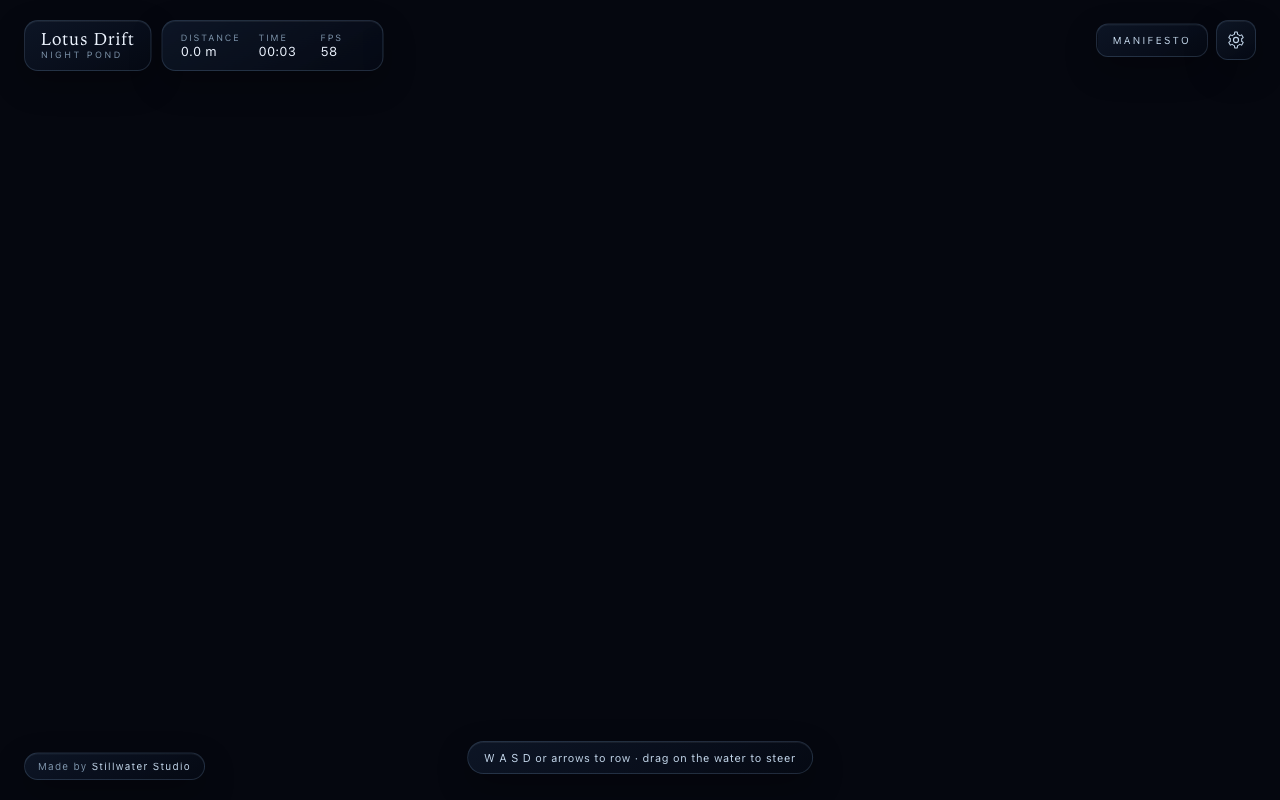 Lotus Drift
NIGHT POND
DISTANCE TIME FPS
0.0 m 00:03 58
MANIFESTO
W A S D or arrows to row · drag on the water to steer
Made by Stillwater Studio